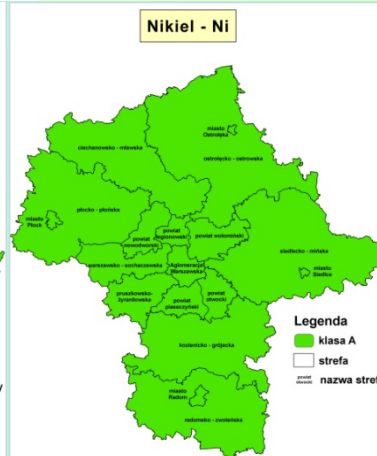 Nikiel - Ni
miasto
Ostrołęka
ciechanowsko - mławska
ostrołęcko - ostrowska
płocko - płońska
miasto
Płock
powiat
legionowski
powiat wołomiński
powiat
nowodworski
siedlecko - mińska
warszawsko - sochaczewska
Aglomeracja
Warszawska
miasto
Siedlce
pruszkowsko-
żyrardowska
powiat
otwocki
powiat
piaseczyński
Legenda
klasa A
kozienicko - grójecka
strefa
powiat
otwocki
nazwa stref
miasto
Radom
radomsko - zwoleńska
y